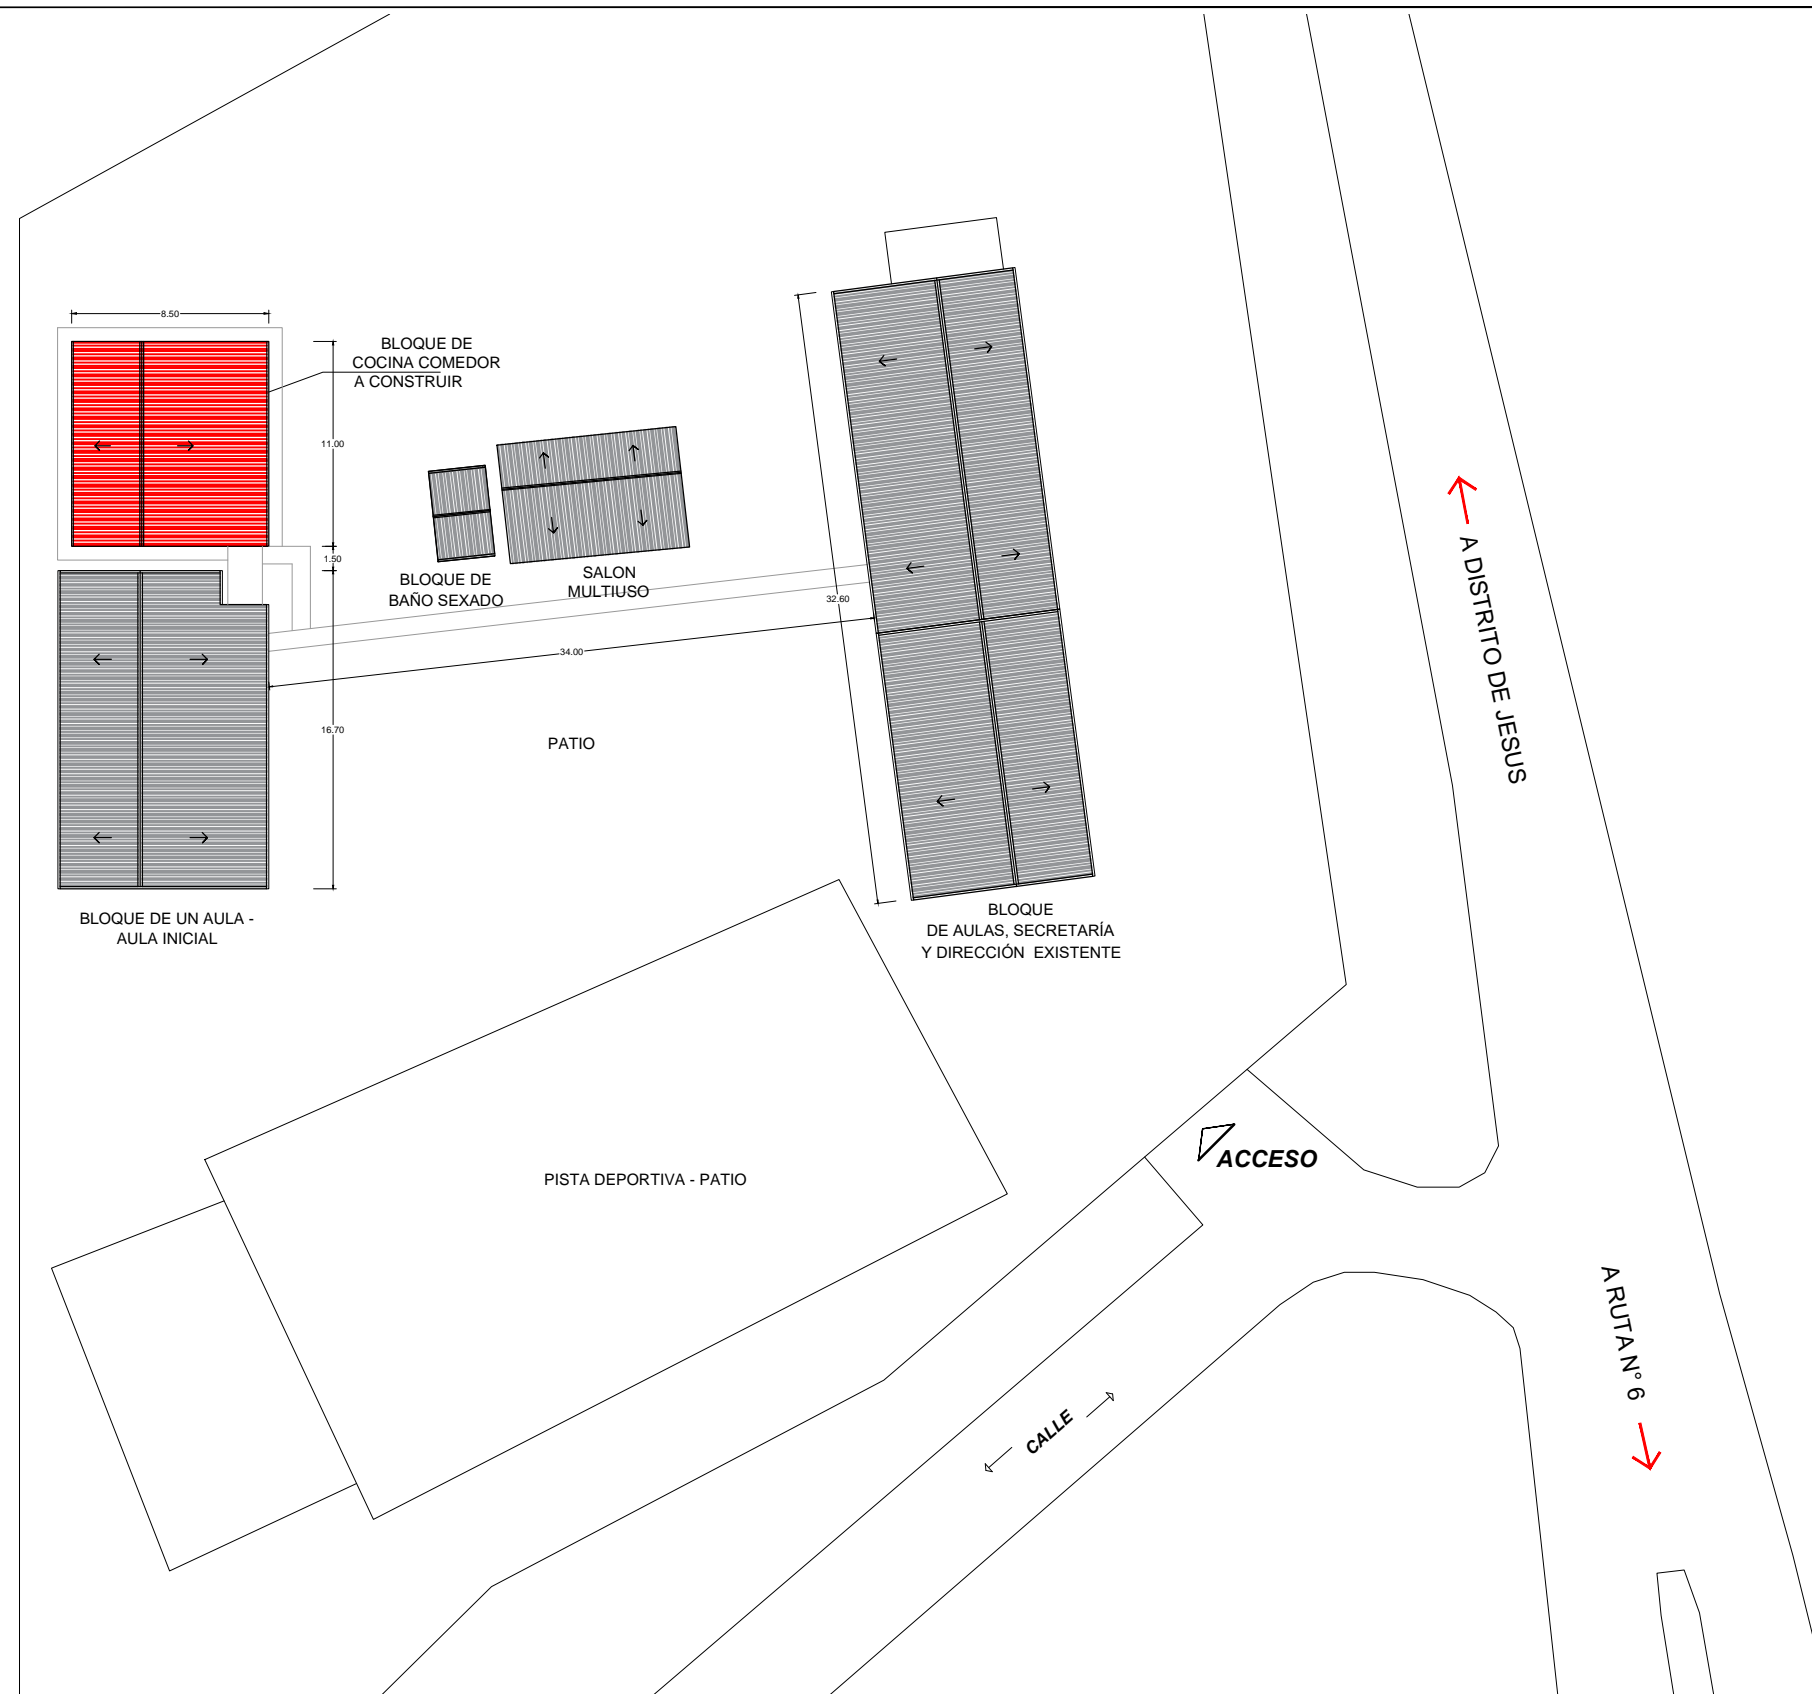 8.50
BLOQUE DE
COCINA COMEDOR
A CONSTRUIR
11.00
1.50
BLOQUE DE
BAÑO SEXADO
SALON
MULTIUSO
32.60
34.00
16.70
PATIO
A DISTRITO DE JESUS
BLOQUE DE UN AULA -
AULA INICIAL
BLOQUE
DE AULAS, SECRETARÍA
Y DIRECCIÓN EXISTENTE
PISTA DEPORTIVA - PATIO
ACCESO
A RUTA N° 6
CALLE